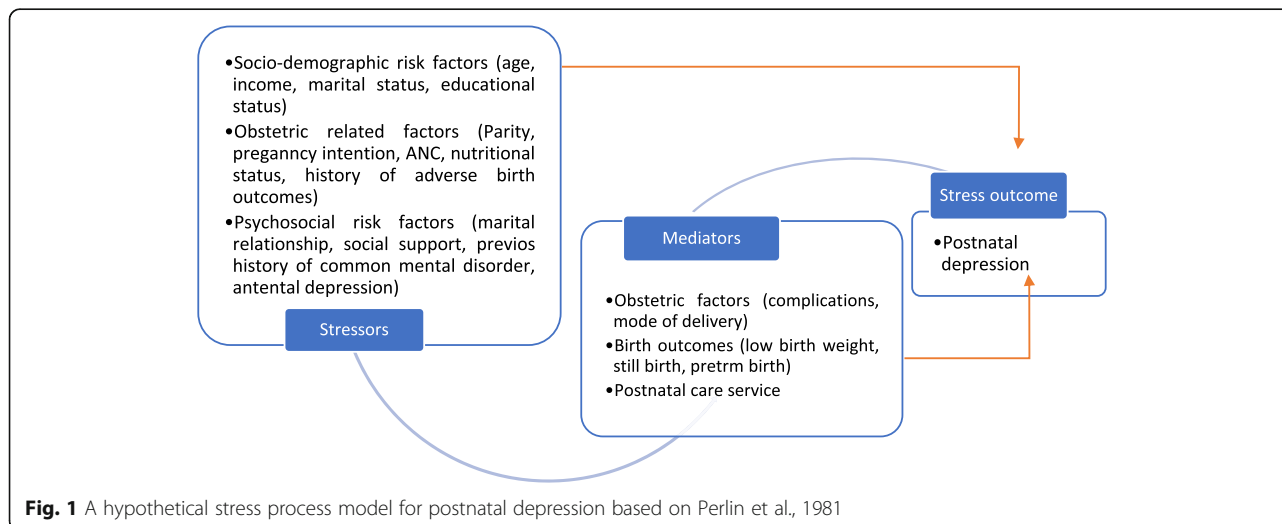 •Socio-demographic risk factors (age,
income, marital status, educational
status)
•Obstetric related factors (Parity,
preganncy intention, ANC, nutritional
status, history of adverse birth
outcomes)
•Psychosocial risk factors (marital
relationship, social support, previos
history of common mental disorder,
antental depression)
Stressors
Mediators
•Obstetric factors (complications,
mode of delivery)
•Birth outcomes (low birth weight,
still birth, pretrm birth)
•Postnatal care service
Stress outcome
•Postnatal
depression
Fig. 1 A hypothetical stress process model for postnatal depression based on Perlin et al., 1981